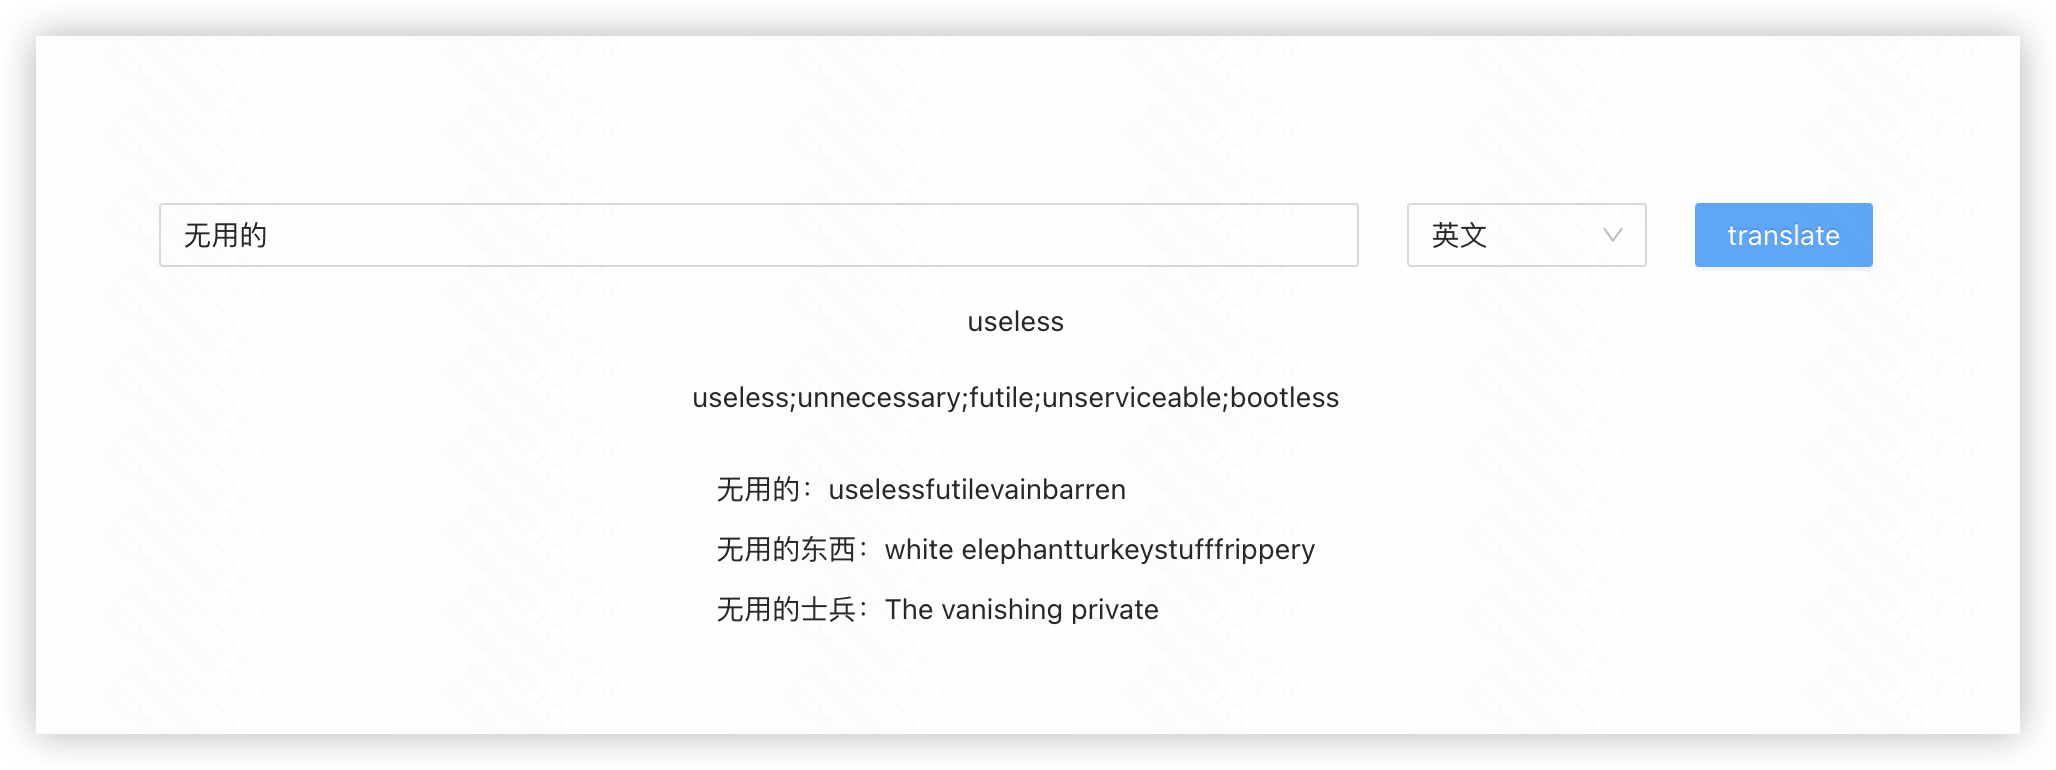 无用的
英文
translate
useless
useless;unnecessary;futile;unserviceable;bootless
无用的：uselessfutilevainbarren
无用的东西：white elephantturkeystufffrippery
无用的士兵：The vanishing private